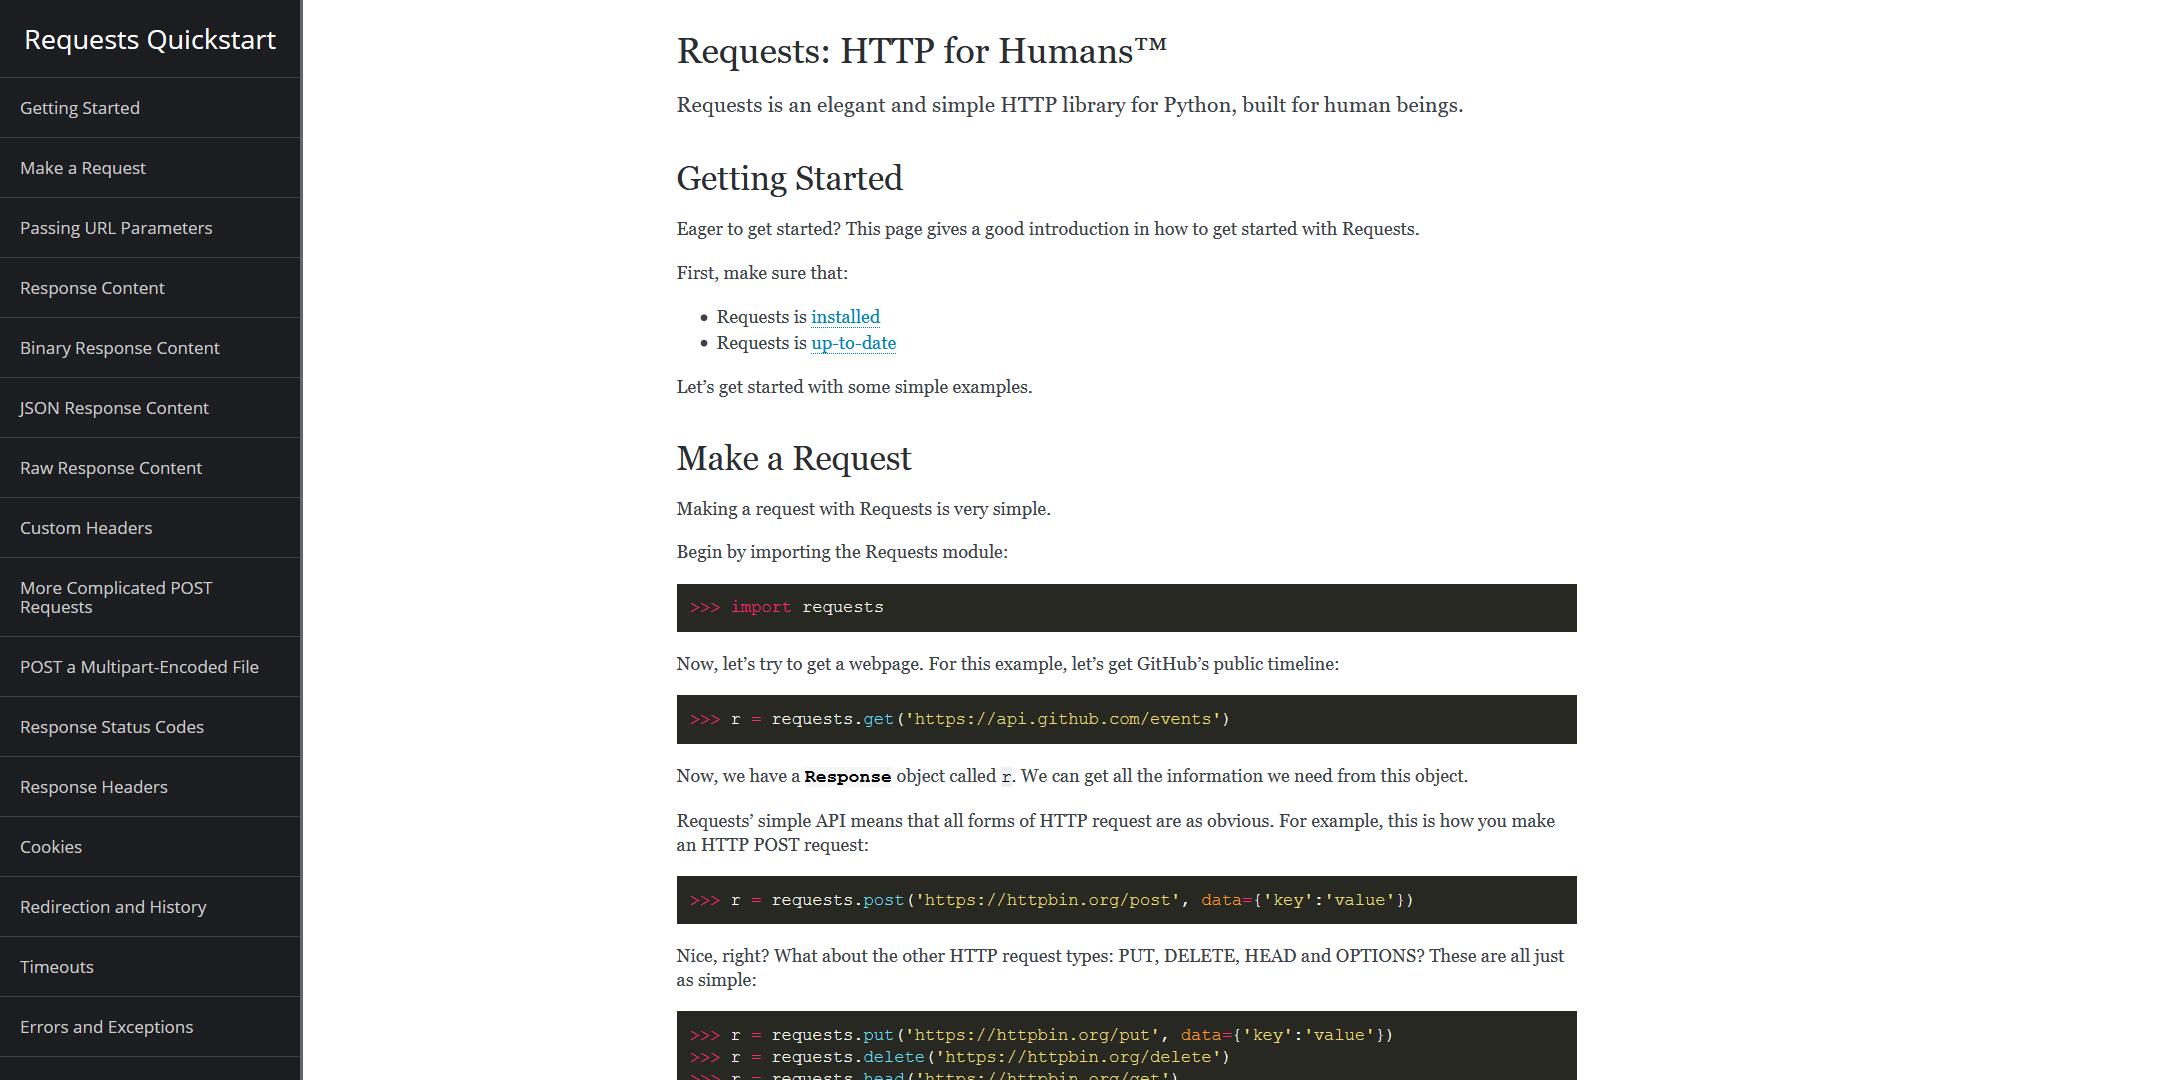 Requests Quickstart
Getting Started
Make a Request
Passing URL Parameters
Response Content
Binary Response Content
JSON Response Content
Raw Response Content
Custom Headers
More Complicated POST
Requests
POST a Multipart-Encoded File
Response Status Codes
Response Headers
Cookies
Redirection and History
Timeouts
Errors and Exceptions
Requests: HTTP for Humans™
Requests is an elegant and simple HTTP library for Python, built for human beings.
Getting Started
Eager to get started? This page gives a good introduction in how to get started with Requests.
First, make sure that:
• Requests is installed
• Requests is up-to-date
Let’s get started with some simple examples.
Make a Request
Making a request with Requests is very simple.
Begin by importing the Requests module:
>>> import requests
Now, let’s try to get a webpage. For this example, let’s get GitHub’s public timeline:
>>> r = requests.get('https://api.github.com/events')
Now, we have a Response object called r. We can get all the information we need from this object.
Requests’ simple API means that all forms of HTTP request are as obvious. For example, this is how you make
an HTTP POST request:
>>> r = requests.post('https://httpbin.org/post', data={'key':'value'})
Nice, right? What about the other HTTP request types: PUT, DELETE, HEAD and OPTIONS? These are all just
as simple:
>>> r = requests.put('https://httpbin.org/put', data={'key':'value'})
>>> r = requests.delete('https://httpbin.org/delete')
>>> r = requests.head('https://httpbin.org/get')